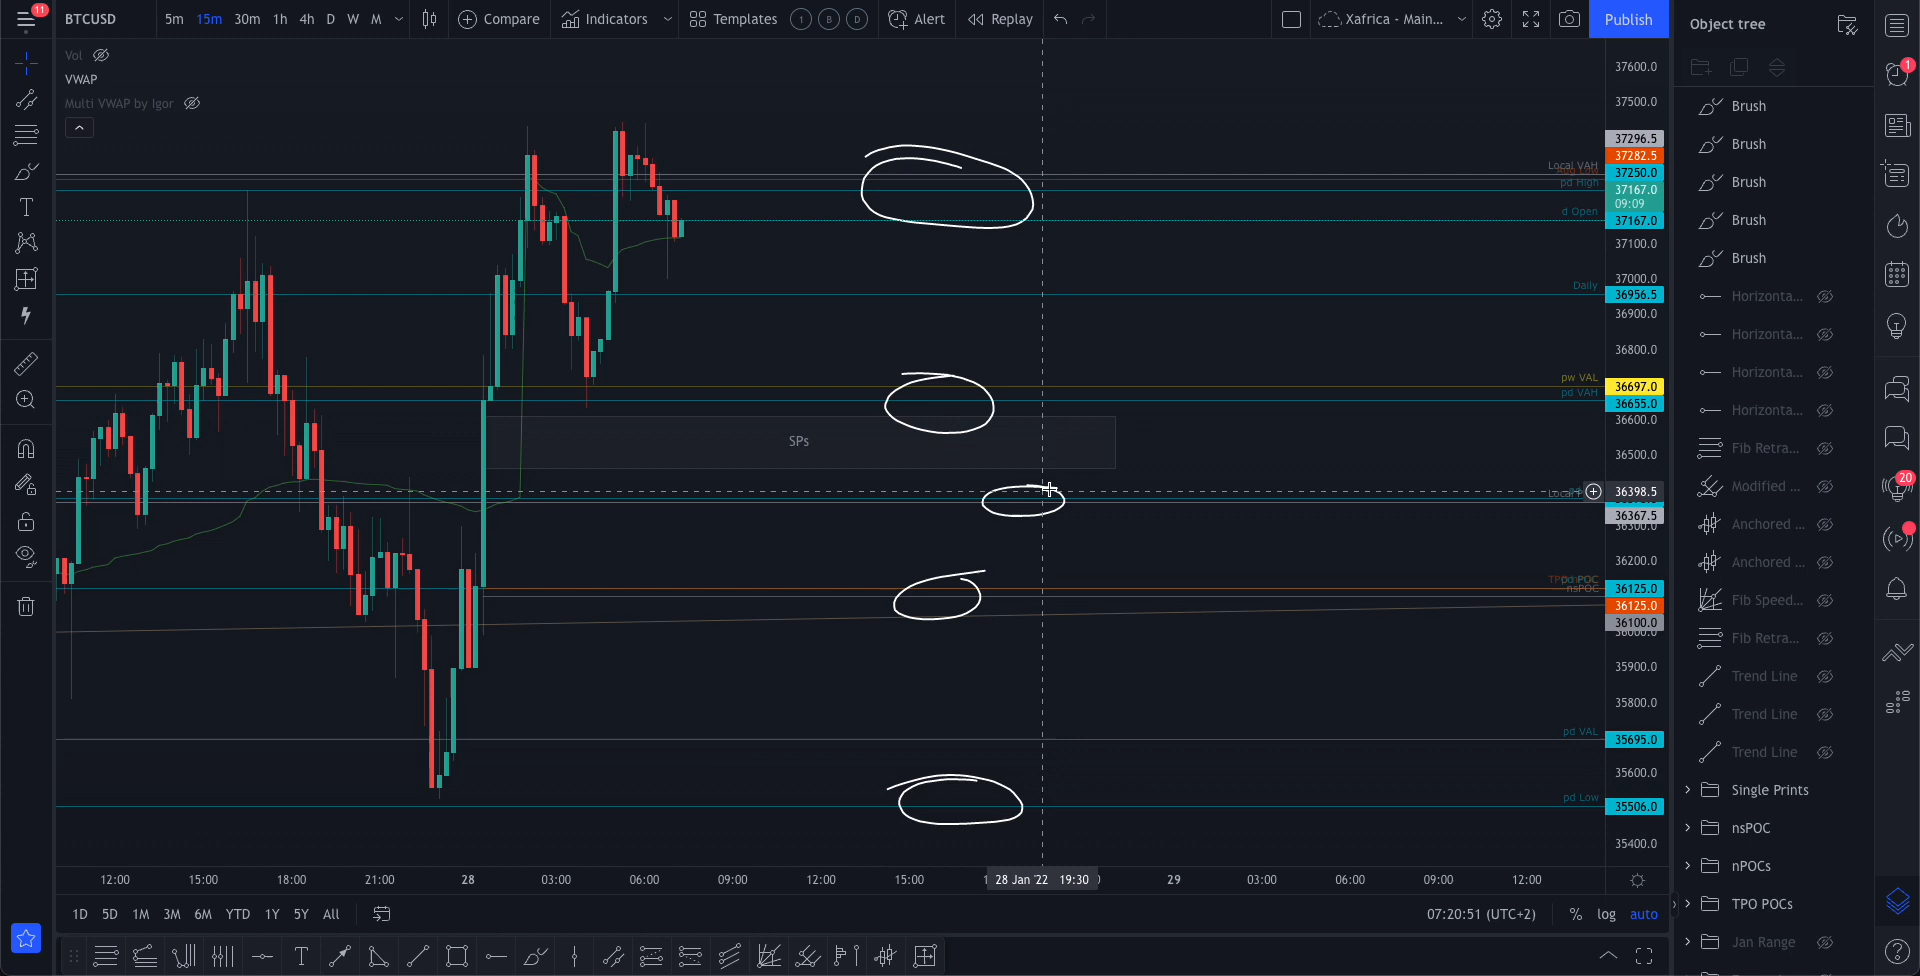 11
BTCUSD
5m 15m 30m 1h 4h D W M
Compare
Indicators
Templates
1 B D
Alert
Replay
Xafrica - Main...
Publish
Object tree
Vol
VWAP
Multi VWAP by Igor
1
Brush
Brush
Brush
Brush
Brush
Horizonta...
Horizonta...
Horizonta...
Horizonta...
Fib Retra...
Modified ...
Anchored ...
Anchored ...
Fib Speed...
Fib Retra...
Trend Line
Trend Line
Trend Line
Single Prints
nsPOC
nPOCs
TPO POCs
Jan Range
20
37600.0
37500.0
37296.5
37282.5
Local VAH
37250.0
pd High
37167.0
09:09
d Open
37167.0
37100.0
37000.0
Daily
36956.5
36900.0
36800.0
pw VAL
36697.0
pd VAH
36655.0
36600.0
SPs
36500.0
36398.5
36367.5
36300.0
36200.0
pd POC
36125.0
nsPOC
36125.0
36100.0
36000.0
35900.0
35800.0
pd VAL
35695.0
35600.0
pd Low
35506.0
35400.0
12:00 15:00 18:00 21:00 28 03:00 06:00 09:00 12:00 15:00 28 Jan '22 19:30 29 03:00 06:00 09:00 12:00
1D 5D 1M 3M 6M YTD 1Y 5Y All
07:20:51 (UTC+2) % log auto